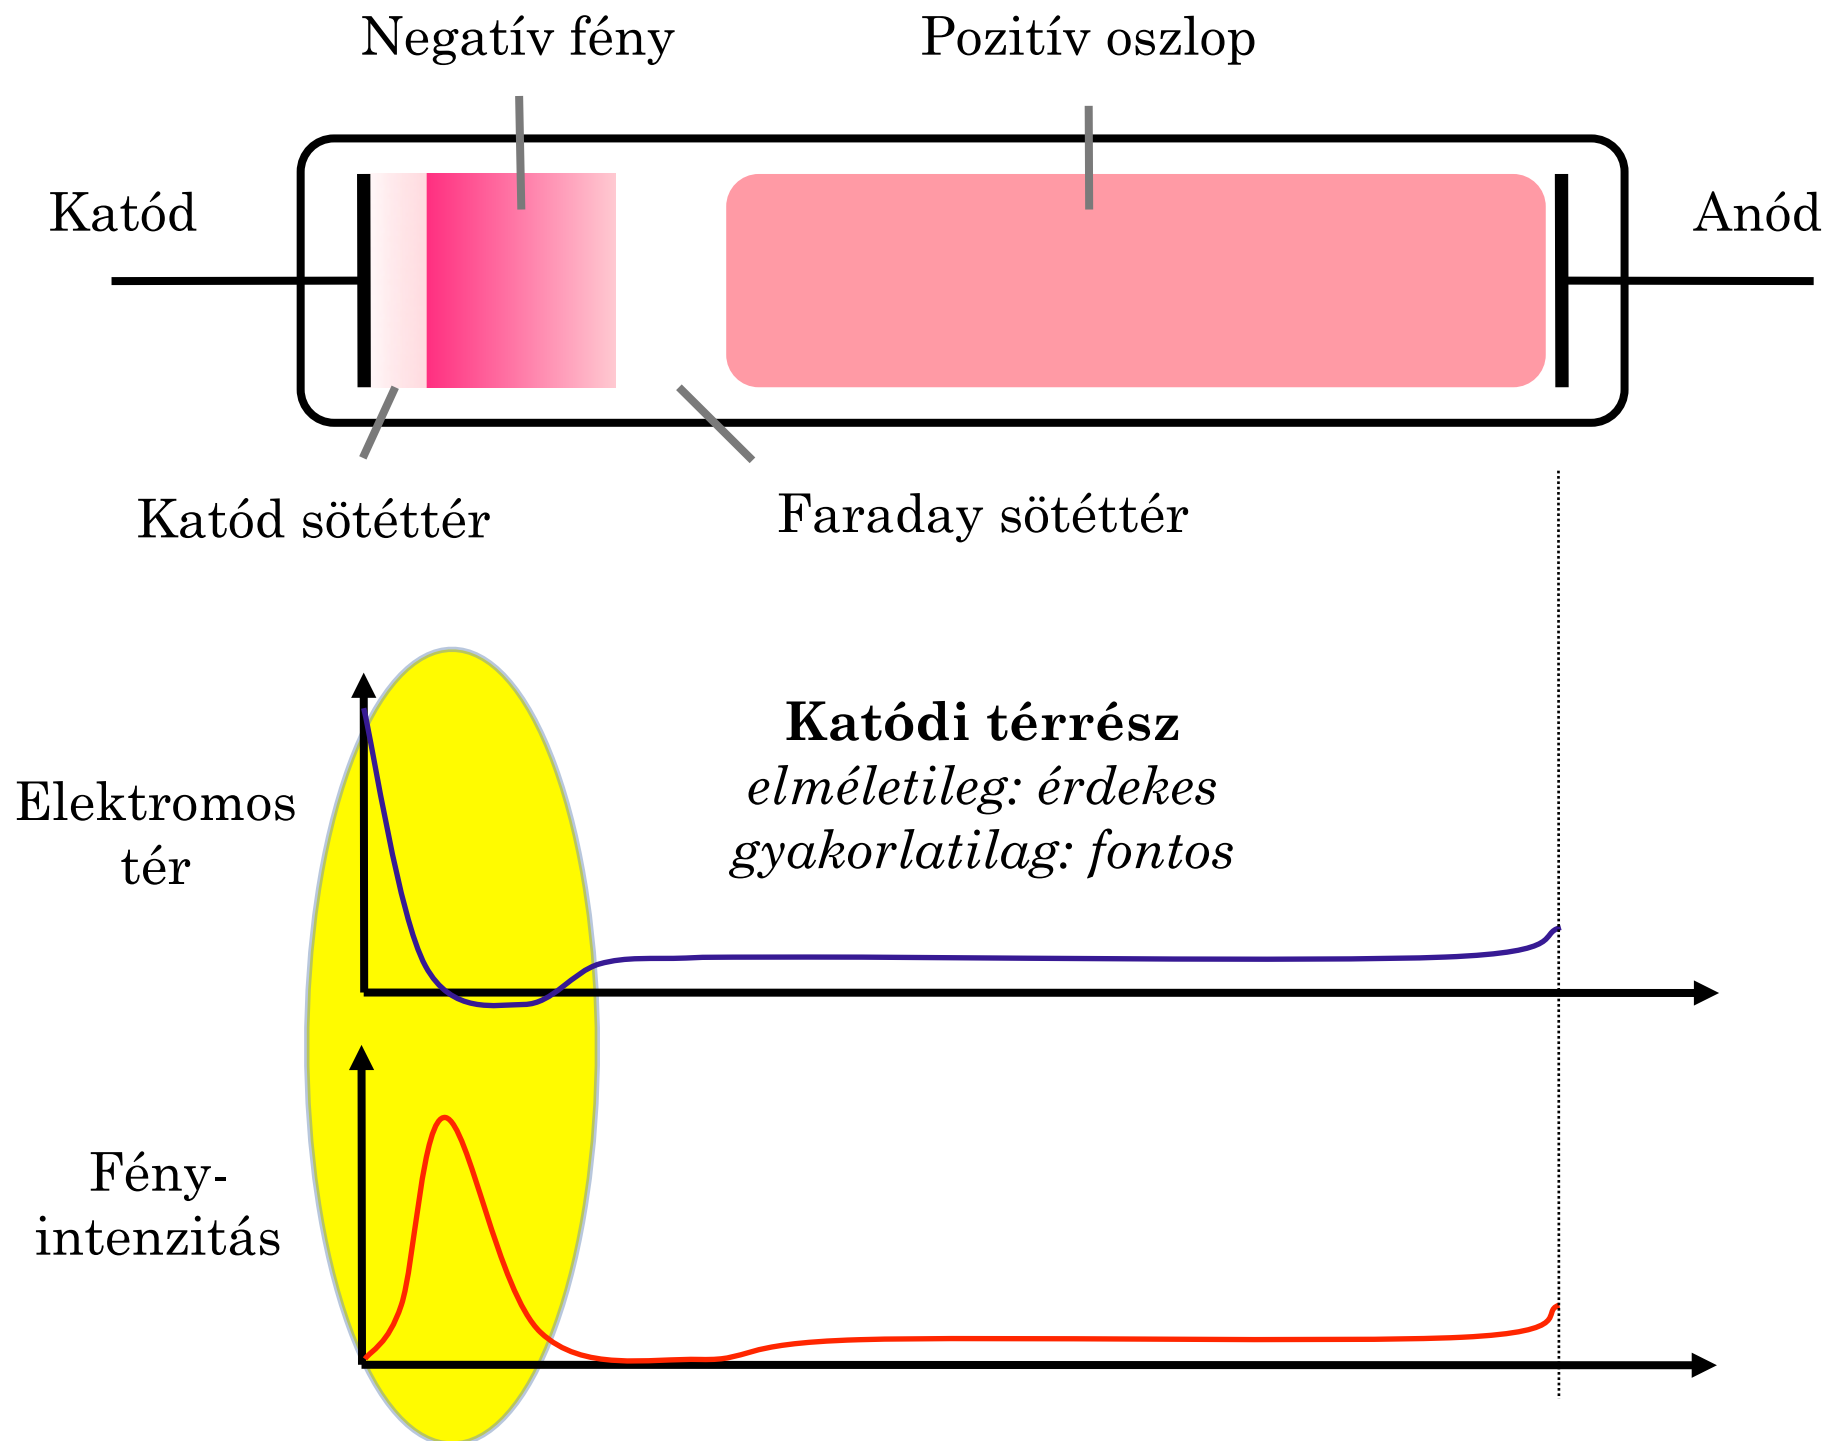 Negatív fény
Pozitív oszlop
Katód
Anód
Katód sötéttér
Faraday sötéttér
Katódi térrész
elméletileg: érdekes
gyakorlatilag: fontos
Elektromos
tér
Fény-
intenzitás